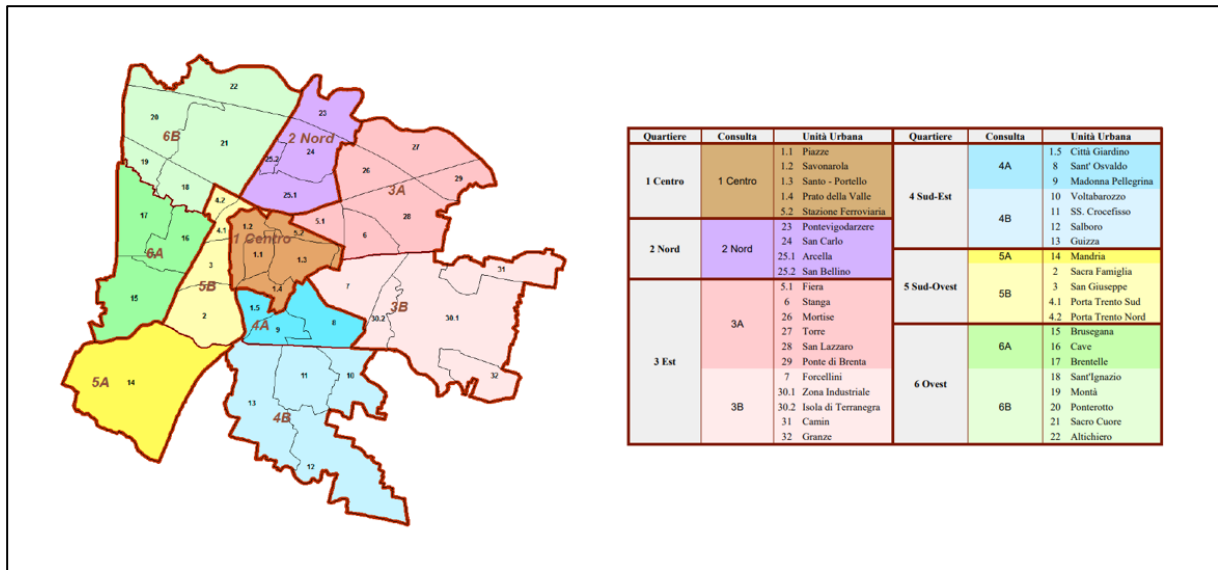 22
23
20
2 Nord
27
6B
21
24
25.2
26
29
19
3A
18
25.1
4.2
28
17
5.1
1.2
4.1
5.2
16
1 Centro
6
6A
1.1
1.3
3
31
5B
1.4
7
15
3B
1.5
30.2
30.1
2
4A
8
9
32
14
11
10
5A
13
4B
12
Quartiere Consulta Unità Urbana Quartiere Consulta Unità Urbana
1 Centro
1 Centro
1.1 Piazze
1.2 Savonarola
1.3 Santo - Portello
1.4 Prato della Valle
5.2 Stazione Ferroviaria
2 Nord
2 Nord
23 Pontevigodarzere
24 San Carlo
25.1 Arcella
25.2 San Bellino
3 Est
3A
5.1 Fiera
6 Stanga
26 Mortise
27 Torre
28 San Lazzaro
29 Ponte di Brenta
3B
7 Forcellini
30.1 Zona Industriale
30.2 Isola di Terranegra
31 Camin
32 Granze
4 Sud-Est
4A
1.5 Città Giardino
8 Sant' Osvaldo
9 Madonna Pellegrina
4B
10 Voltabarozzo
11 SS. Crocefisso
12 Salboro
13 Guizza
5 Sud-Ovest
5A
14 Mandria
5B
2 Sacra Famiglia
3 San Giuseppe
4.1 Porta Trento Sud
4.2 Porta Trento Nord
6 Ovest
6A
15 Brusegana
16 Cave
17 Brentelle
6B
18 Sant'Ignazio
19 Montà
20 Ponterotto
21 Sacro Cuore
22 Altichiero